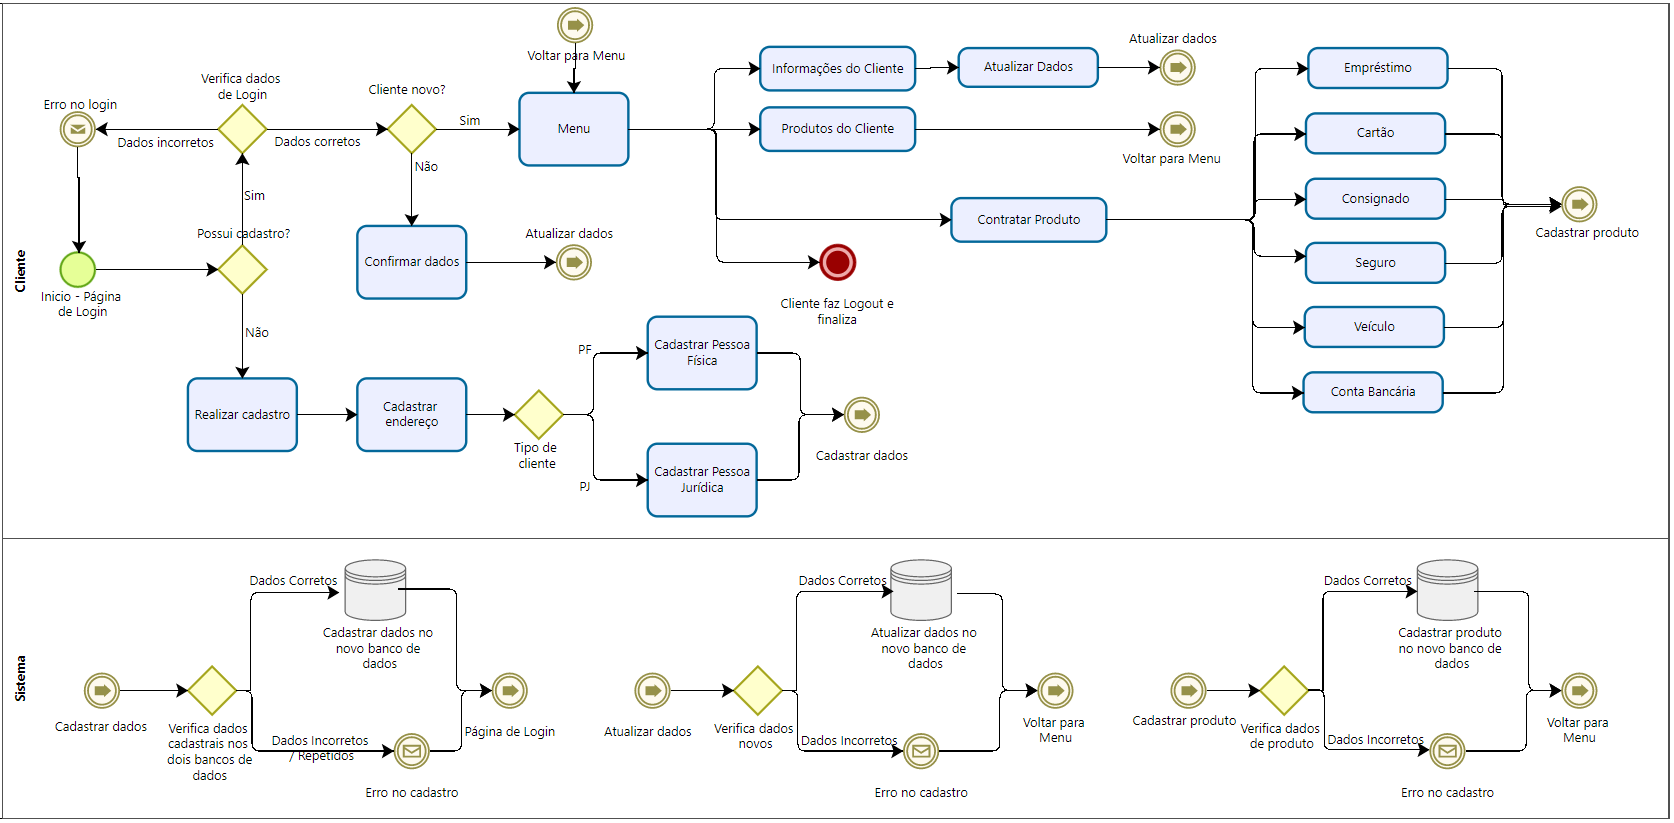 Cliente
Voltar para Menu
Verifica dados
de Login
Erro no login
Cliente novo?
Dados incorretos
Dados corretos
Sim
Não
Menu
Informações do Cliente
Atualizar Dados
Atualizar dados
Produtos do Cliente
Voltar para Menu
Empréstimo
Cartão
Consignado
Seguro
Veículo
Conta Bancária
Cadastrar produto
Contratar Produto
Sim
Possui cadastro?
Inicio - Página
de Login
Confirmar dados
Atualizar dados
Cliente faz Logout e
finaliza
Não
Realizar cadastro
Cadastrar
endereço
Tipo de
cliente
PF
Cadastrar Pessoa
Física
PJ
Cadastrar Pessoa
Jurídica
Cadastrar dados
Sistema
Cadastrar dados
Verifica dados
cadastrais nos
dois bancos de
dados
Dados Corretos
Cadastrar dados no
novo banco de
dados
Dados Incorretos
/ Repetidos
Erro no cadastro
Página de Login
Atualizar dados
Verifica dados
novos
Dados Corretos
Atualizar dados no
novo banco de
dados
Dados Incorretos
Erro no cadastro
Voltar para
Menu
Cadastrar produto
Verifica dados
de produto
Dados Corretos
Cadastrar produto
no novo banco de
dados
Dados Incorretos
Erro no cadastro
Voltar para
Menu